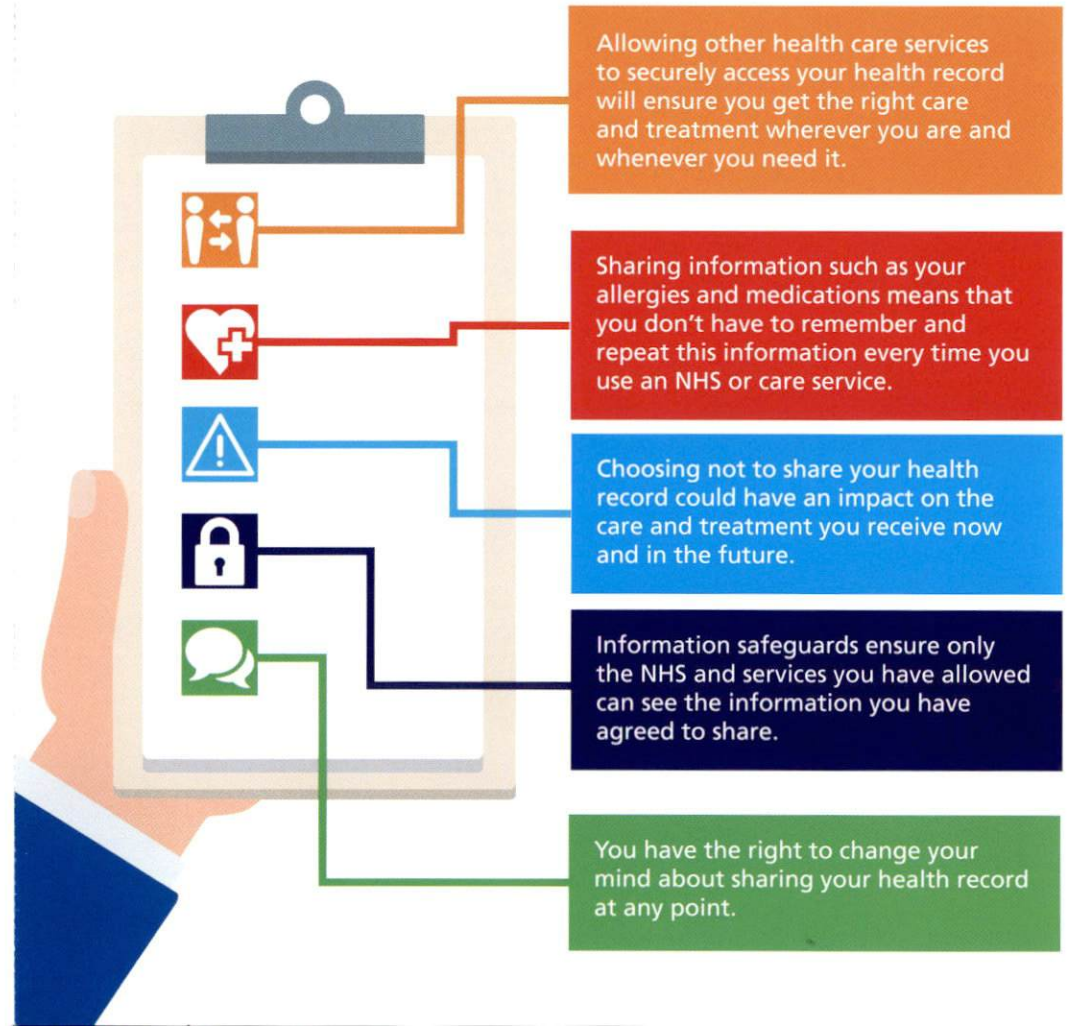 Allowing other health care services
to securely access your health record
will ensure you get the right care
and treatment wherever you are and
whenever you need it.
Sharing information such as your
allergies and medications means that
you don't have to remember and
repeat this information every time you
use an NHS or care service.
Choosing not to share your health
record could have an impact on the
care and treatment you receive now
and in the future.
Information safeguards ensure only
the NHS and services you have allowed
can see the information you have
agreed to share.
You have the right to change your
mind about sharing your health record
at any point.